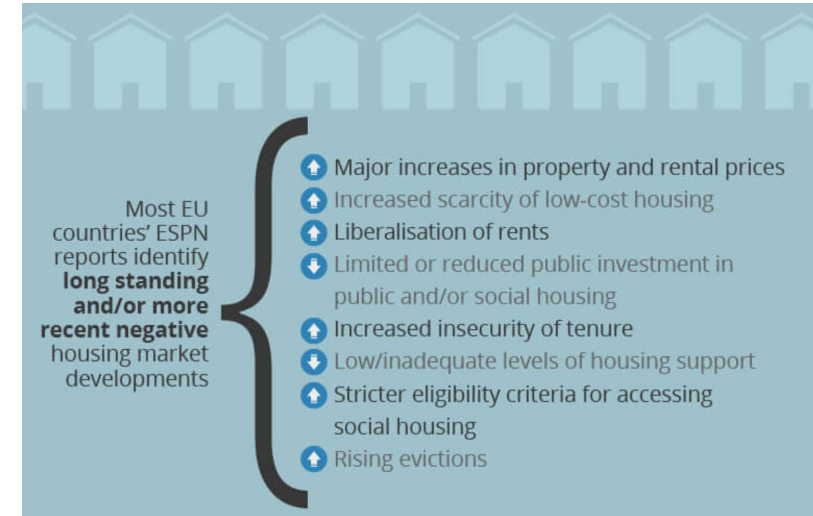 Most EU
countries’ ESPN
reports identify
long standing
and/or more
recent negative
housing market
developments
Major increases in property and rental prices
Increased scarcity of low-cost housing
Liberalisation of rents
Limited or reduced public investment in
public and/or social housing
Increased insecurity of tenure
Low/inadequate levels of housing support
Stricter eligibility criteria for accessing
social housing
Rising evictions